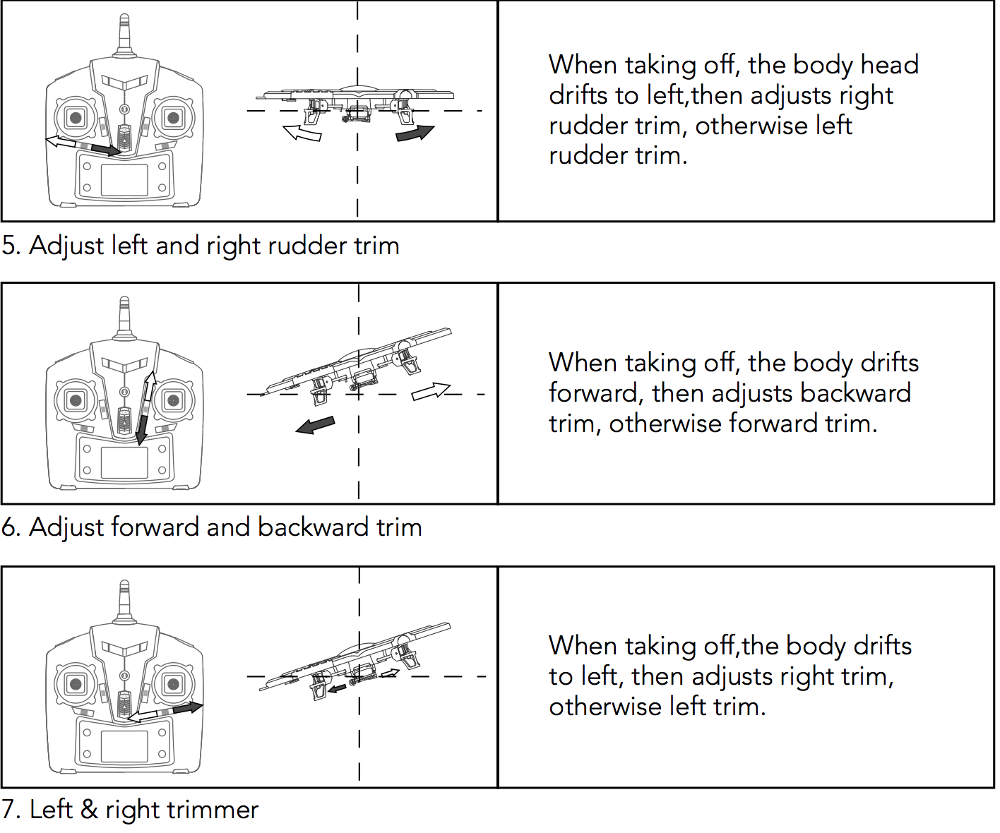 When taking off, the body head
drifts to left,then adjusts right
rudder trim, otherwise left
rudder trim.
5. Adjust left and right rudder trim
When taking off, the body drifts
forward, then adjusts backward
trim, otherwise forward trim.
6. Adjust forward and backward trim
When taking off,the body drifts
to left, then adjusts right trim,
otherwise left trim.
7. Left & right trimmer